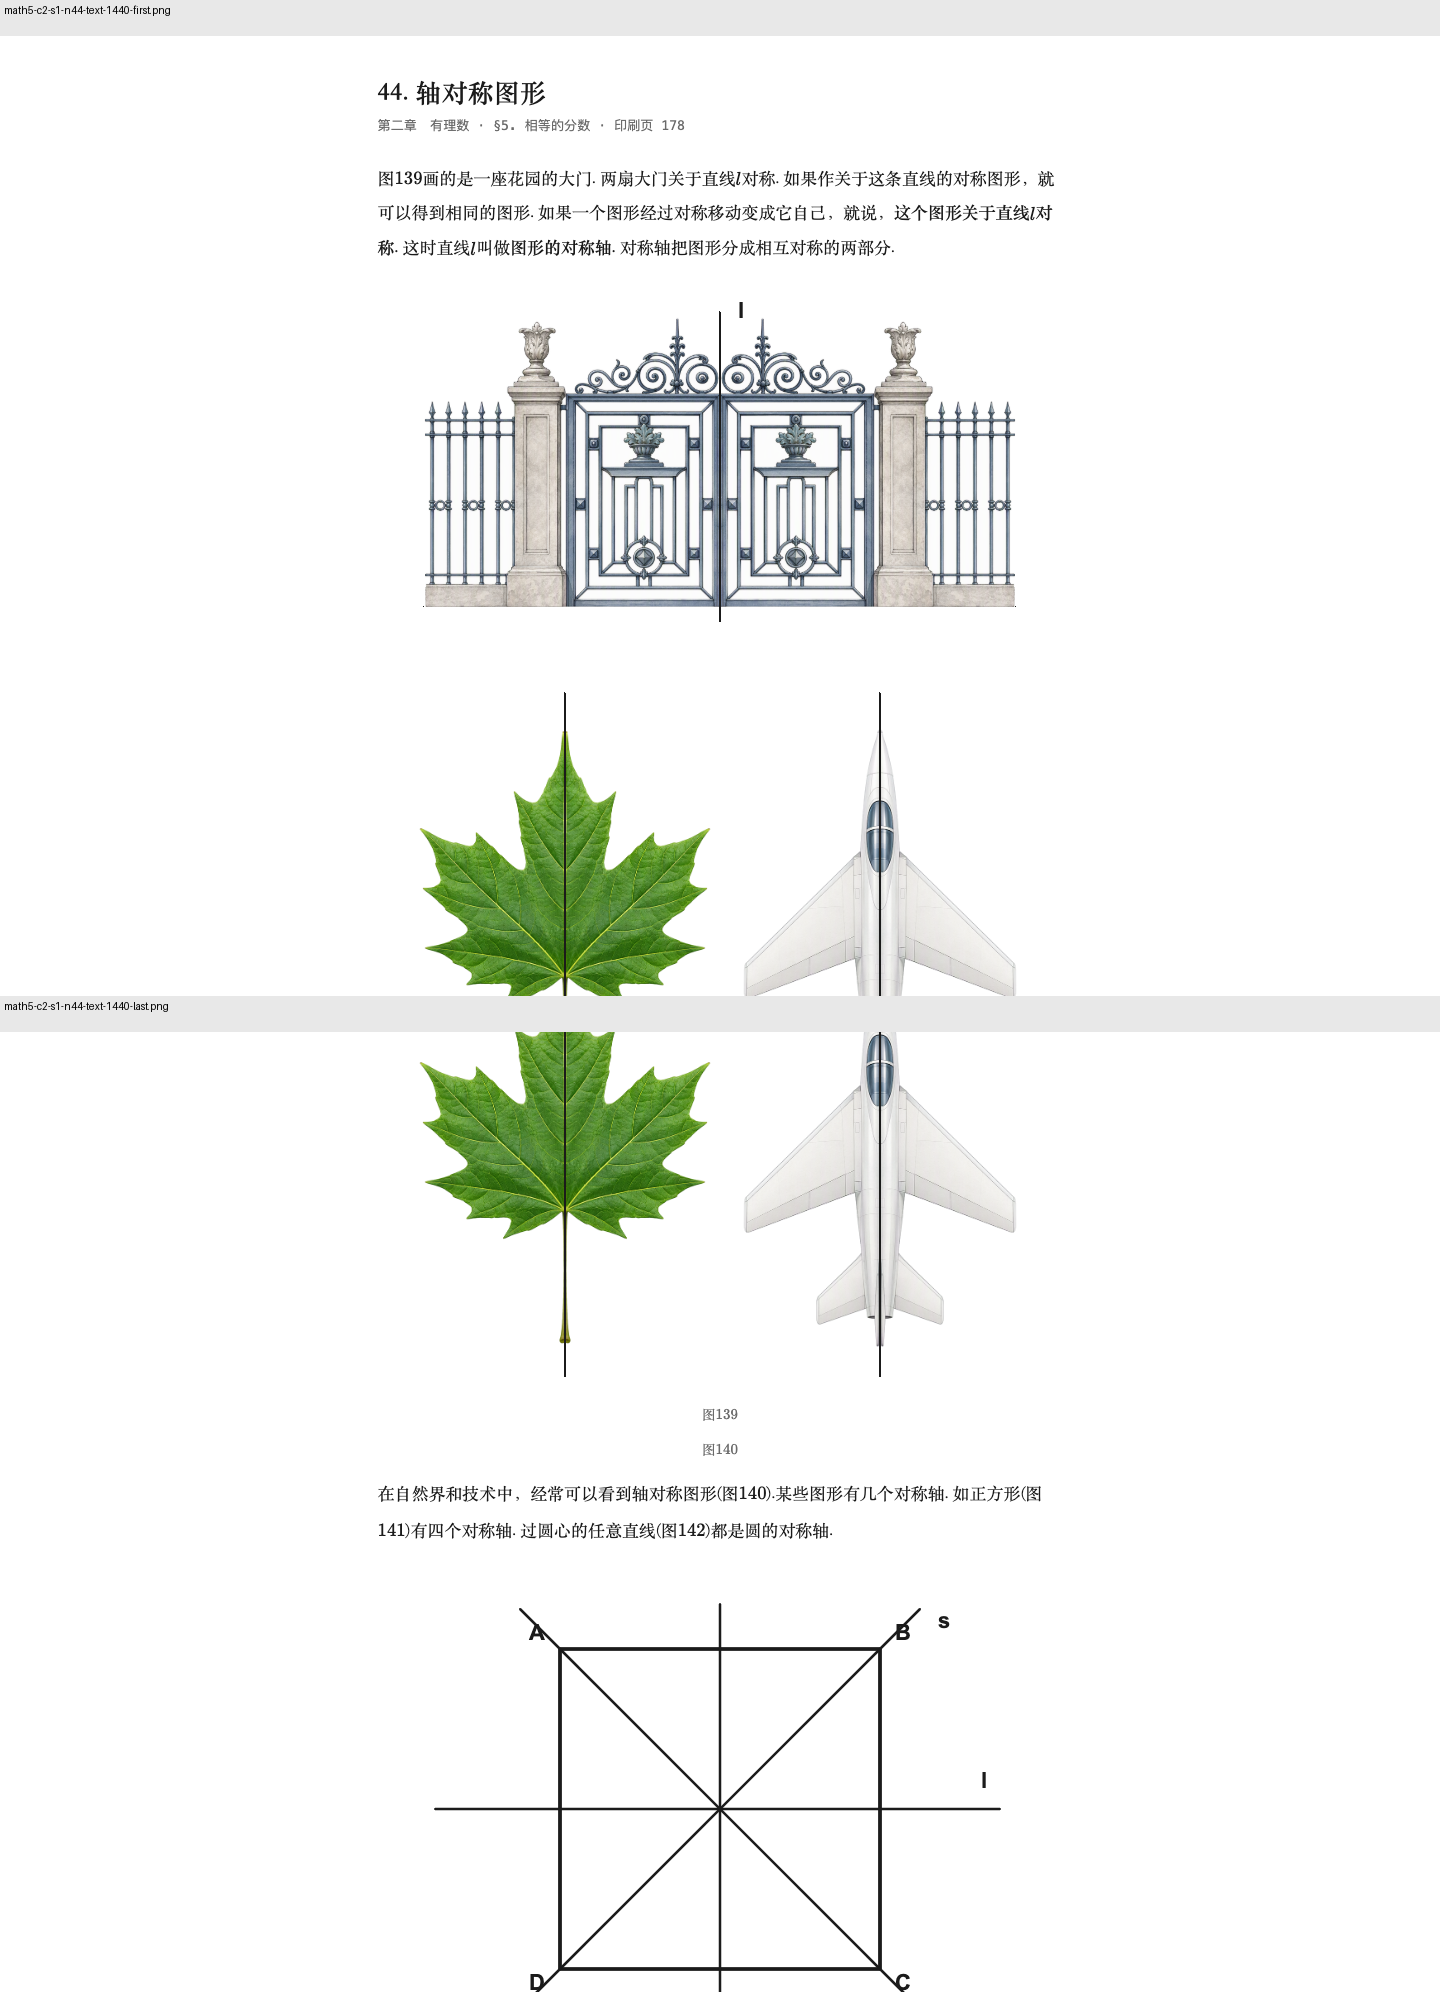 math5-c2-s1-n44-text-1440-first.png
44. 轴对称图形
第二章 有理数 · §5. 相等的分数 · 印刷页 178
图139画的是一座花园的大门. 两扇大门关于直线l对称. 如果作关于这条直线的对称图形，就
可以得到相同的图形. 如果一个图形经过对称移动变成它自己，就说，这个图形关于直线l对
称. 这时直线l叫做图形的对称轴. 对称轴把图形分成相互对称的两部分.
l
math5-c2-s1-n44-text-1440-last.png
图139
图140
在自然界和技术中，经常可以看到轴对称图形(图140).某些图形有几个对称轴. 如正方形(图
141)有四个对称轴. 过圆心的任意直线(图142)都是圆的对称轴.
A B s
l
D C